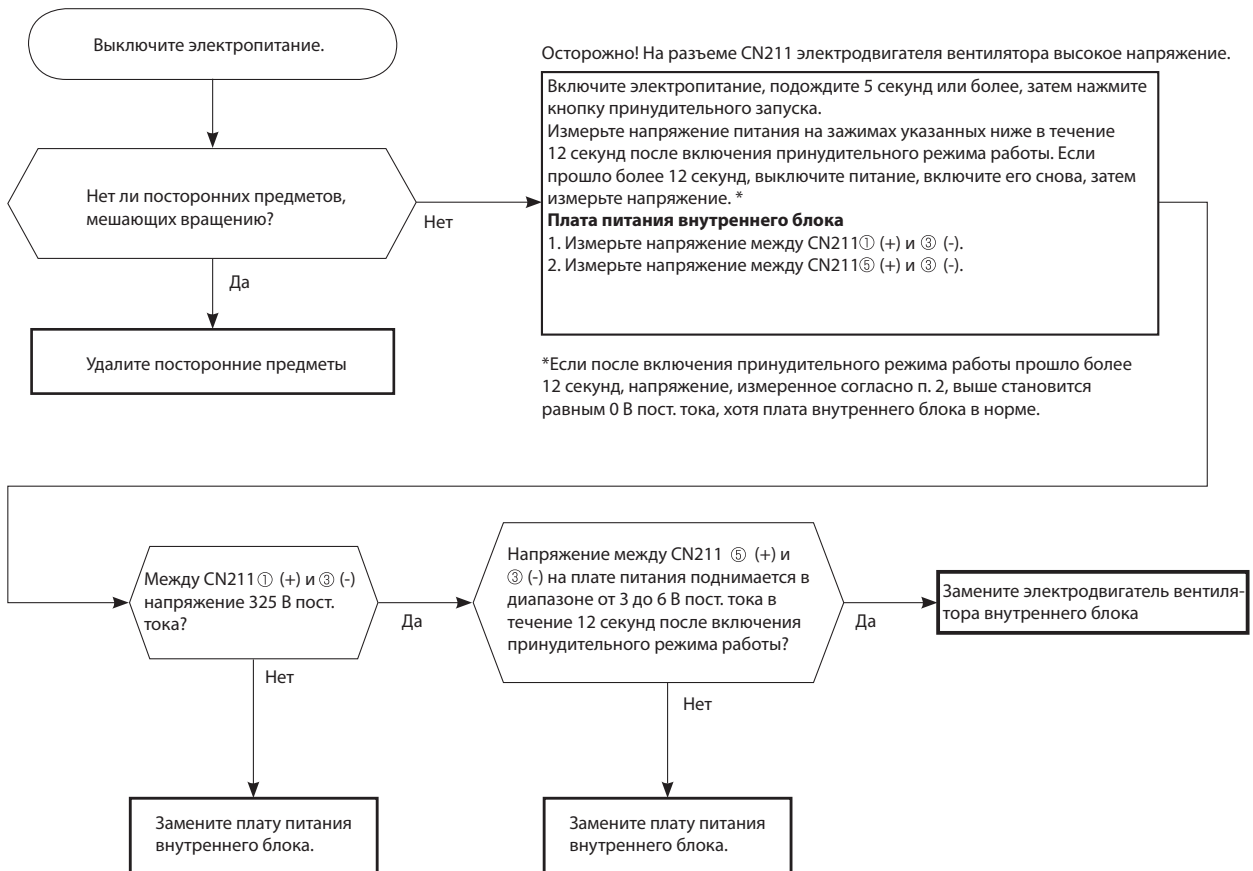 Выключите электропитание.
Нет ли посторонних предметов,
мешающих вращению?
Нет
Да
Удалите посторонние предметы
Осторожно! На разъеме CN211 электродвигателя вентилятора высокое напряжение.
Включите электропитание, подождите 5 секунд или более, затем нажмите
кнопку принудительного запуска.
Измерьте напряжение питания на зажимах указанных ниже в течение
12 секунд после включения принудительного режима работы. Если
прошло более 12 секунд, выключите питание, включите его снова, затем
измерьте напряжение. *
Плата питания внутреннего блока
1. Измерьте напряжение между CN211① (+) и ③ (-).
2. Измерьте напряжение между CN211⑤ (+) и ③ (-).
*Если после включения принудительного режима работы прошло более
12 секунд, напряжение, измеренное согласно п. 2, выше становится
равным 0 В пост. тока, хотя плата внутреннего блока в норме.
Между CN211① (+) и ③ (-)
напряжение 325 В пост.
тока?
Да
Нет
Замените плату питания
внутреннего блока.
Напряжение между CN211 ⑤ (+) и
③ (-) на плате питания поднимается в
диапазоне от 3 до 6 В пост. тока в
течение 12 секунд после включения
принудительного режима работы?
Да
Нет
Замените плату питания
внутреннего блока.
Замените электродвигатель вентиля-
тора внутреннего блока